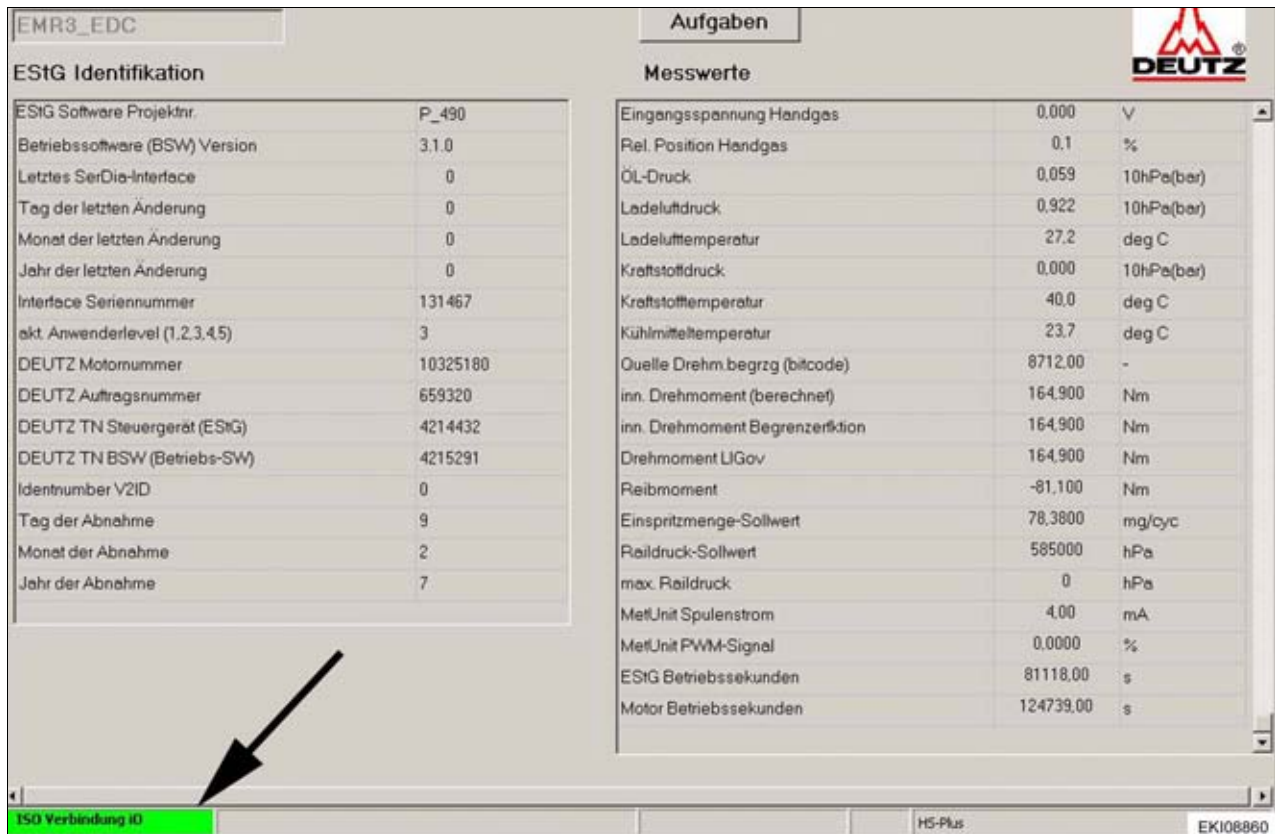 EMR3_EDC
Aufgaben
DEUTZ ®
EStG Identifikation
EStG Software Projektnr. P_490
Betriebssoftware (BSW) Version 3.1.0
Letztes SerDia-Interface 0
Tag der letzten Änderung 0
Monat der letzten Änderung 0
Jahr der letzten Änderung 0
Interface Seriennummer 131467
akt. Anwenderlevel (1,2,3,4,5) 3
DEUTZ Motornummer 10325180
DEUTZ Auftragsnummer 659320
DEUTZ TN Steuergerät (EStG) 4214432
DEUTZ TN BSW (Betriebs-SW) 4215291
Identnumber V2ID 0
Tag der Abnahme 9
Monat der Abnahme 2
Jahr der Abnahme 7
Messwerte
Eingangsspannung Handgas 0,000 V
Rel. Position Handgas 0,1 %
ÖL-Druck 0,059 10hPa(bar)
Ladeluftdruck 0,922 10hPa(bar)
Ladelufttemperatur 27,2 deg C
Kraftstoffdruck 0,000 10hPa(bar)
Kraftstofftemperatur 40,0 deg C
Kühlmitteltemperatur 23,7 deg C
Quelle Drehm.begrzg (bitcode) 8712,00 -
inn. Drehmoment (berechnet) 164,900 Nm
inn. Drehmoment Begrenzerfktion 164,900 Nm
Drehmoment LlGov 164,900 Nm
Reibmoment -81,100 Nm
Einspritzmenge-Sollwert 78,3800 mg/cyc
Raildruck-Sollwert 585000 hPa
max. Raildruck 0 hPa
MetUnit Spulenstrom 4,00 mA
MetUnit PWM-Signal 0,0000 %
EStG Betriebssekunden 81118,00 s
Motor Betriebssekunden 124739,00 s
ISO Verbindung iO
HS-Plus
EKI08860